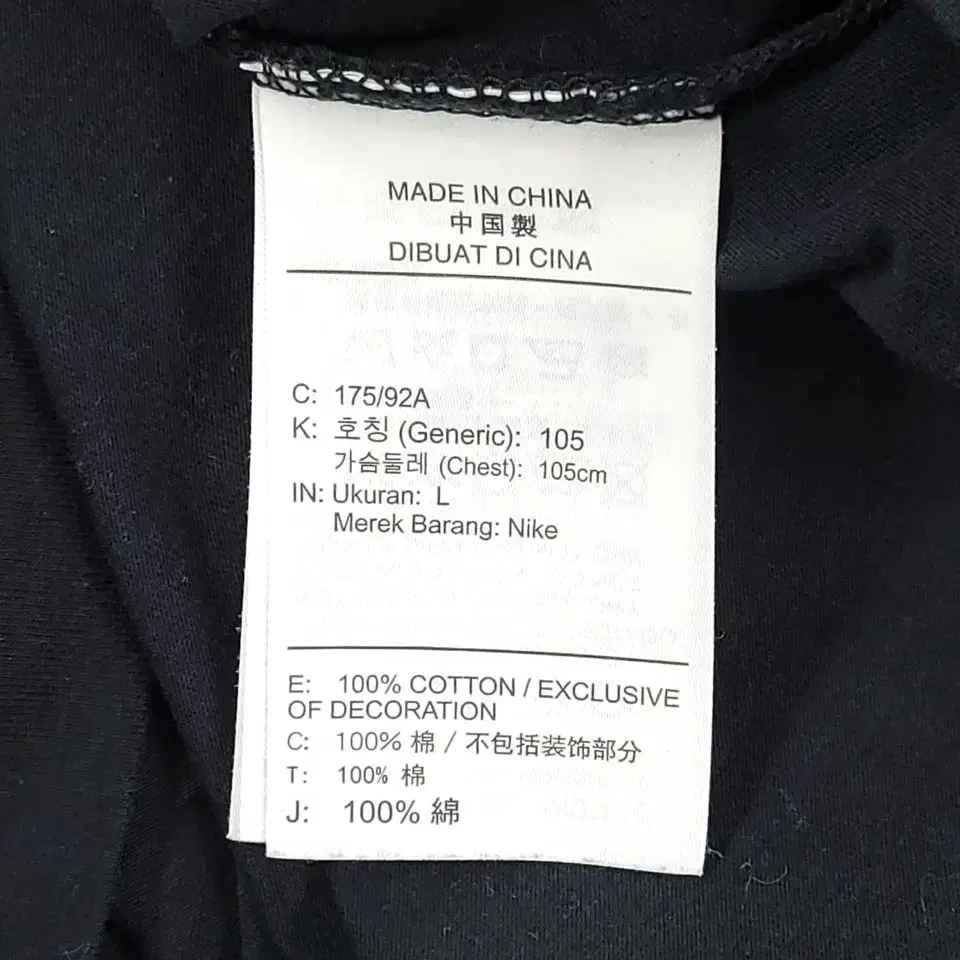 MADE IN CHINA
中国製
DIBUAT DI CINA
C: 175/92A
K: 호칭 (Generic): 105
가슴둘레 (Chest): 105cm
IN: Ukuran: L
Merek Barang: Nike
E: 100% COTTON / EXCLUSIVE
OF DECORATION
C: 100% 棉 / 不包括装饰部分
T: 100% 棉
J: 100% 綿